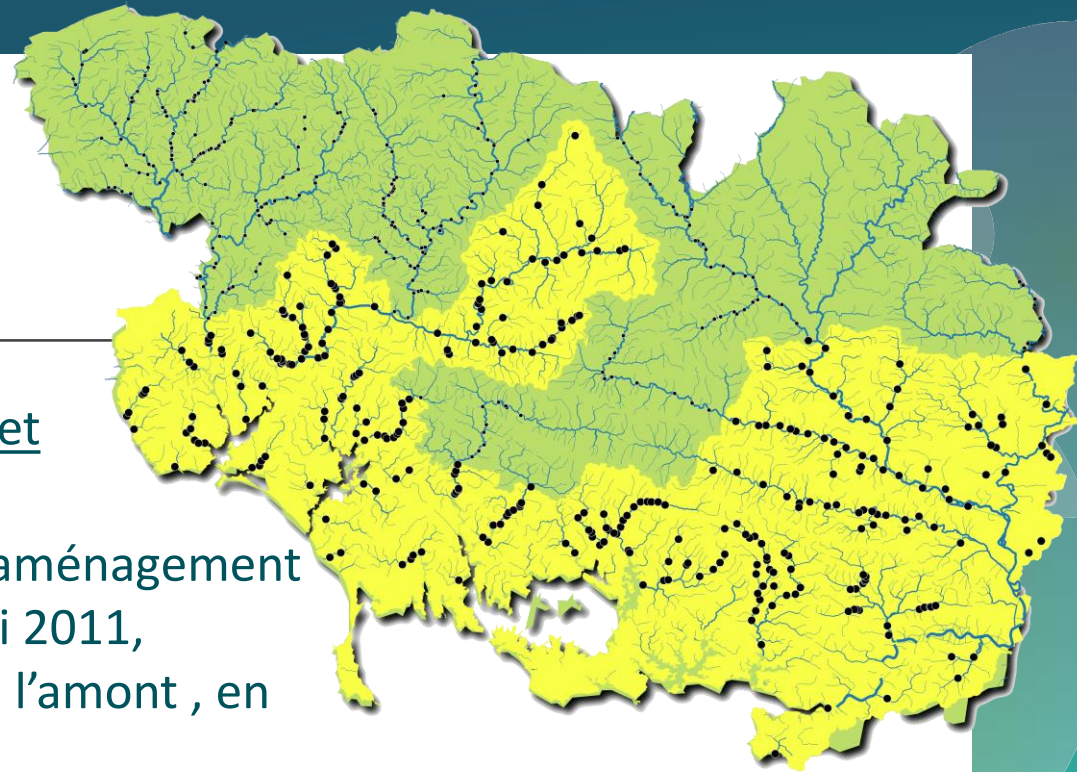 et
aménagement
i 2011,
l’amont , en